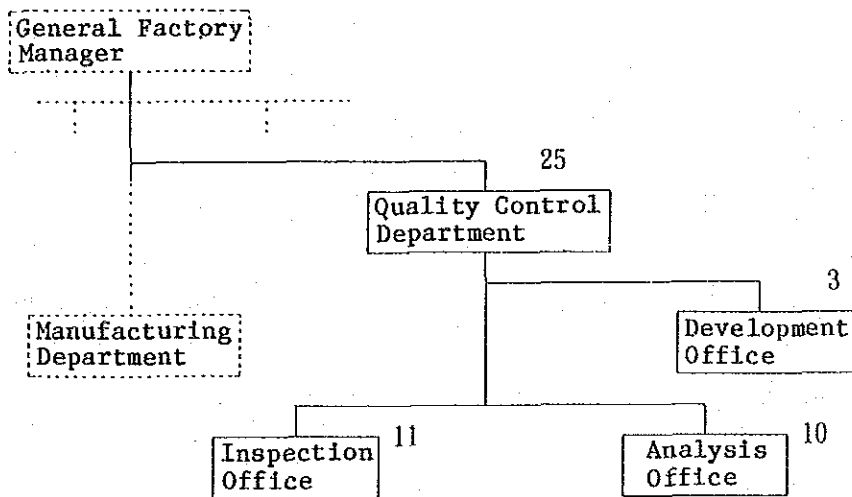 General Factory
Manager
25
Quality Control
Department
3
Manufacturing
Department
Development
Office
11
Inspection
Office
10
Analysis
Office